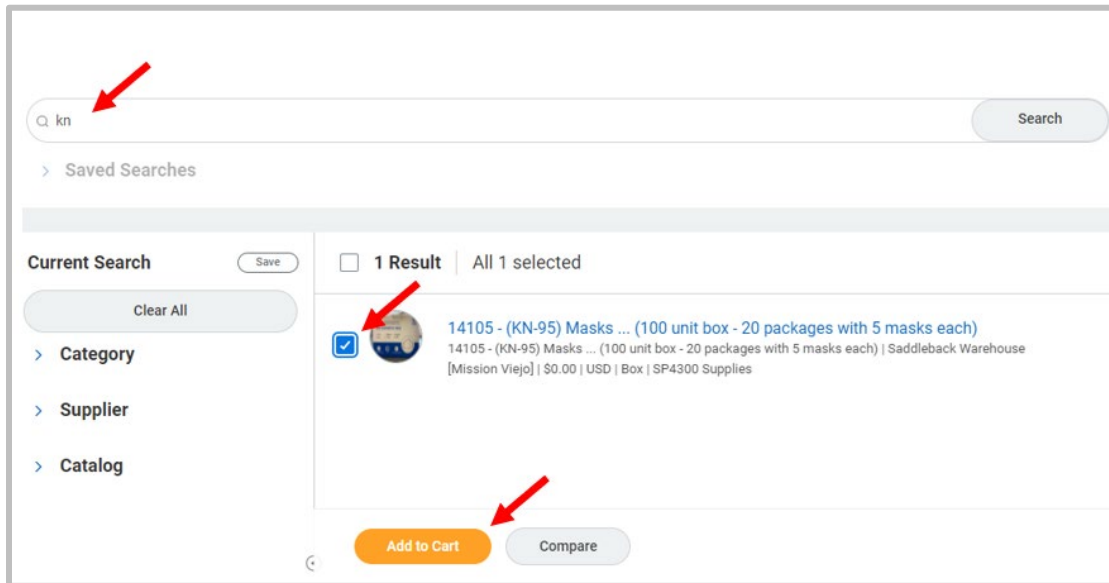 kn
Search
Saved Searches
Current Search
Save
1 Result
All 1 selected
Clear All
14105 - (KN-95) Masks ... (100 unit box - 20 packages with 5 masks each)
14105 - (KN-95) Masks ... (100 unit box - 20 packages with 5 masks each) | Saddleback Warehouse
[Mission Viejo] | $0.00 | USD | Box | SP4300 Supplies
Category
Supplier
Catalog
Add to Cart
Compare